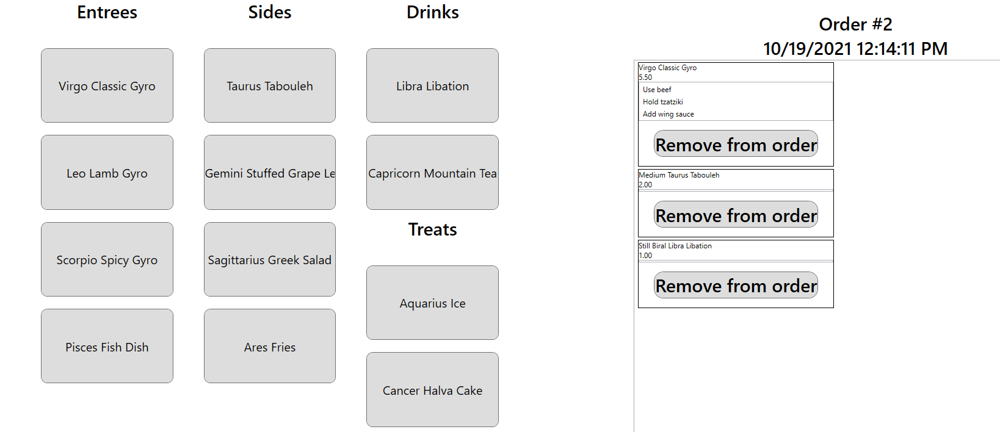 Entrees
Virgo Classic Gyro
Leo Lamb Gyro
Scorpio Spicy Gyro
Pisces Fish Dish
Sides
Taurus Tabouleh
Gemini Stuffed Grape Le
Sagittarius Greek Salad
Ares Fries
Drinks
Libra Libation
Capricorn Mountain Tea
Treats
Aquarius Ice
Cancer Halva Cake
Order #2
10/19/2021 12:14:11 PM
Virgo Classic Gyro
5.50
Use beef
Hold tzatziki
Add wing sauce
Remove from order
Medium Taurus Tabouleh
2.00
Remove from order
Still Biral Libra Libation
1.00
Remove from order